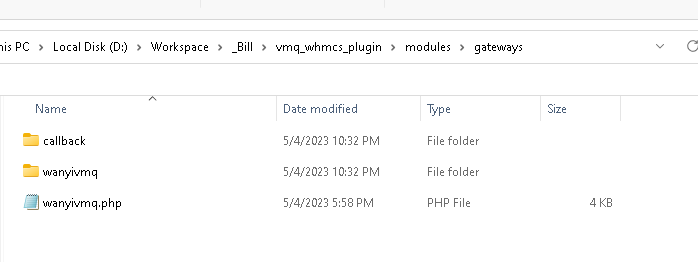 his PC > Local Disk (D:) > Workspace > _Bill > vmq_whmcs_plugin > modules > gateways
Name Date modified Type Size
callback 5/4/2023 10:32 PM File folder
wanyivmq 5/4/2023 10:32 PM File folder
wanyivmq.php 5/4/2023 5:58 PM PHP File 4 KB